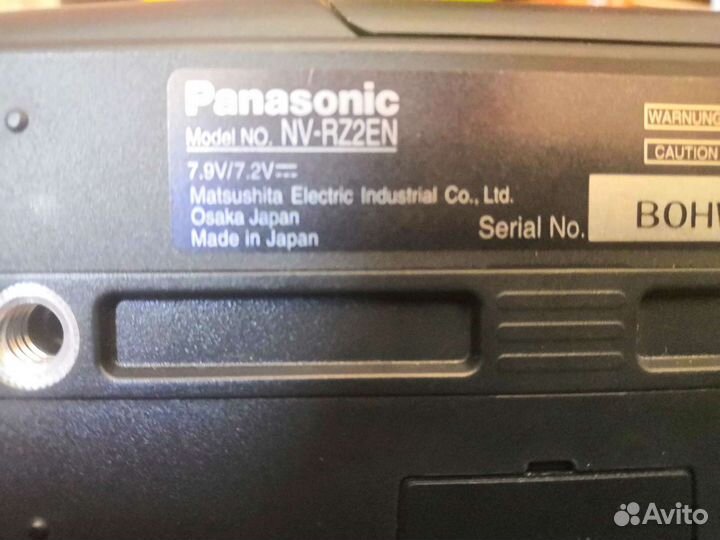 Panasonic
Model NO. NV-RZ2EN
7.9V/7.2V⎓
Matsushita Electric Industrial Co., Ltd.
Osaka Japan
Made in Japan
Serial No.
WARNUNG
CAUTION
Avito